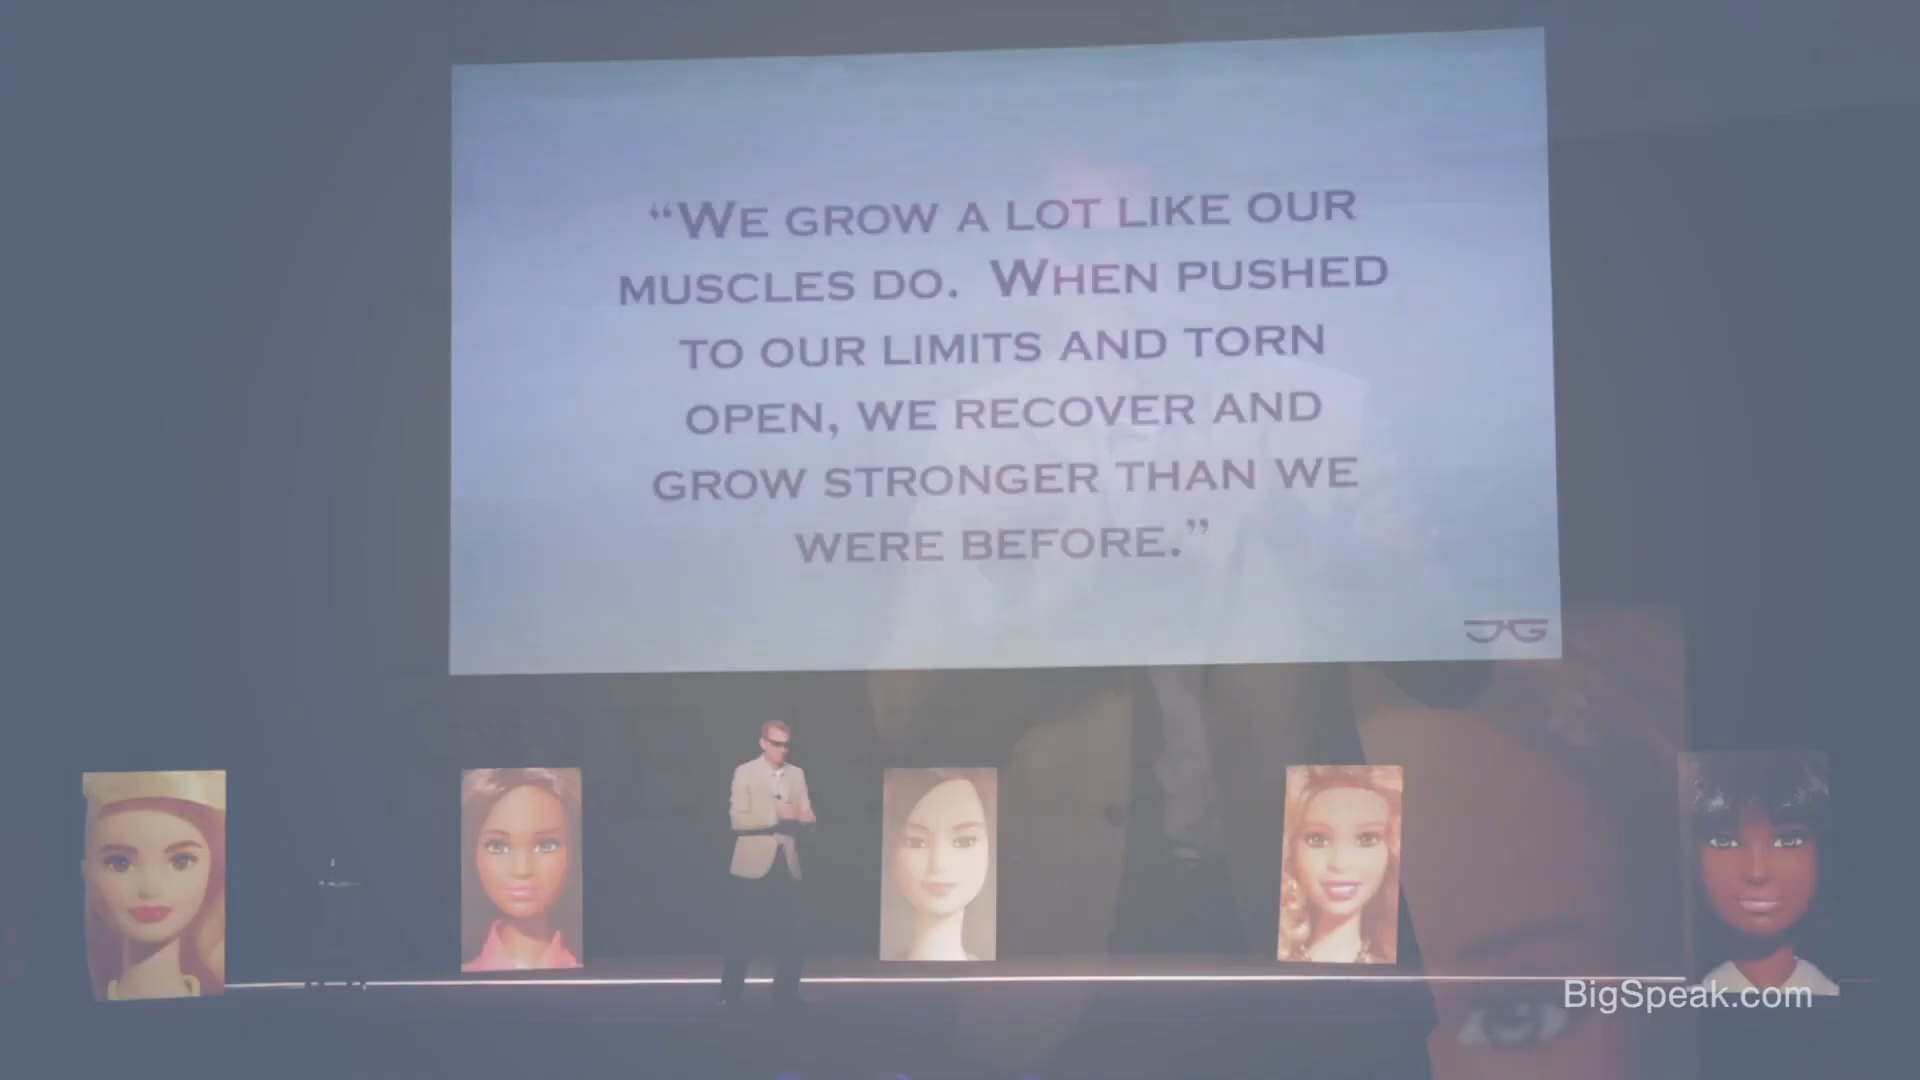 “WE GROW A LOT LIKE OUR
MUSCLES DO. WHEN PUSHED
TO OUR LIMITS AND TORN
OPEN, WE RECOVER AND
GROW STRONGER THAN WE
WERE BEFORE.”
JG
BigSpeak.com